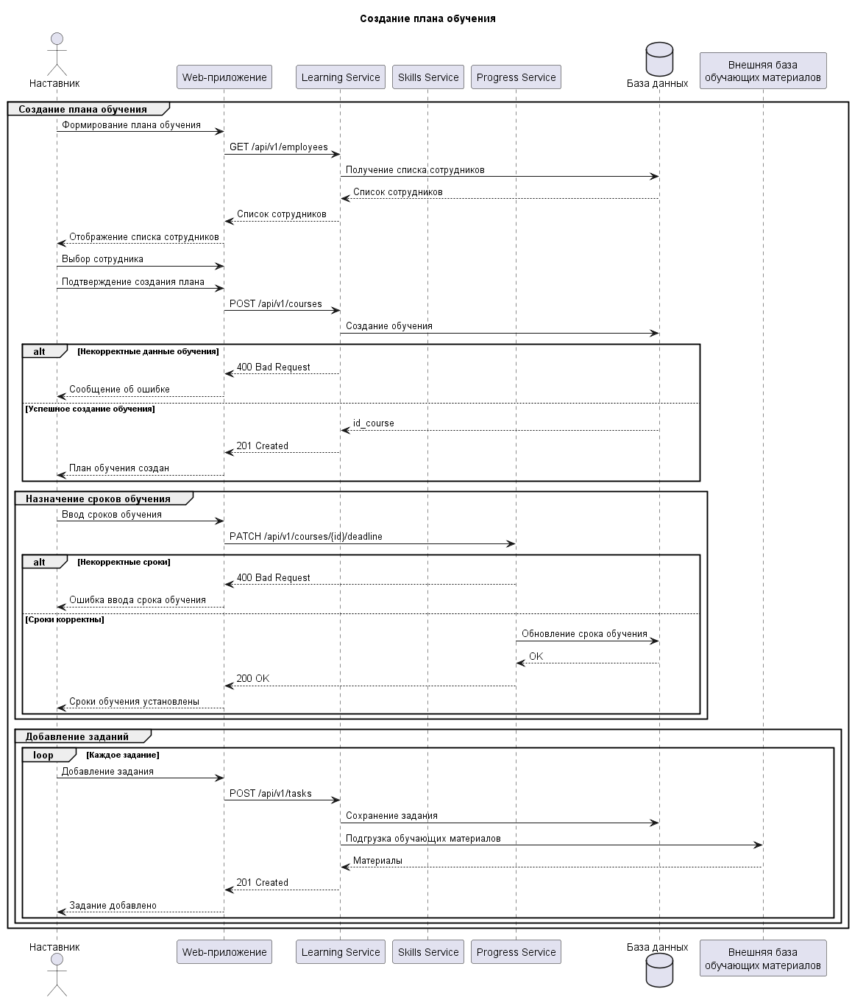 Создание плана обучения
Наставник
Web-приложение
Learning Service
Skills Service
Progress Service
База данных
Внешняя база
обучающих материалов
Создание плана обучения
Формирование плана обучения
GET /api/v1/employees
Получение списка сотрудников
Список сотрудников
Список сотрудников
Отображение списка сотрудников
Выбор сотрудника
Подтверждение создания плана
POST /api/v1/courses
Создание обучения
alt [Некорректные данные обучения]
400 Bad Request
Сообщение об ошибке
[Успешное создание обучения]
id_course
201 Created
План обучения создан
Назначение сроков обучения
Ввод сроков обучения
PATCH /api/v1/courses/{id}/deadline
alt [Некорректные сроки]
400 Bad Request
Ошибка ввода срока обучения
[Сроки корректны]
Обновление срока обучения
OK
200 OK
Сроки обучения установлены
Добавление заданий
loop [Каждое задание]
Добавление задания
POST /api/v1/tasks
Сохранение задания
Подгрузка обучающих материалов
Материалы
201 Created
Задание добавлено
Наставник
Web-приложение
Learning Service
Skills Service
Progress Service
База данных
Внешняя база
обучающих материалов